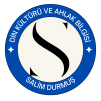 DİN KÜLTÜRÜ VE AHLAK BİLGİSİ
S
SALİM DURMUŞ